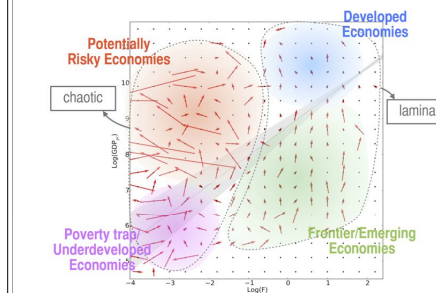 Developed
Economies
Potentially
Risky Economies
chaotic
lamina
Log(GDPp)
10
9
8
7
6
5
Poverty trap/
Underdeveloped
Economies
Frontier/Emerging
Economies
−4 −3 −2 −1 0 1 2
Log(F)